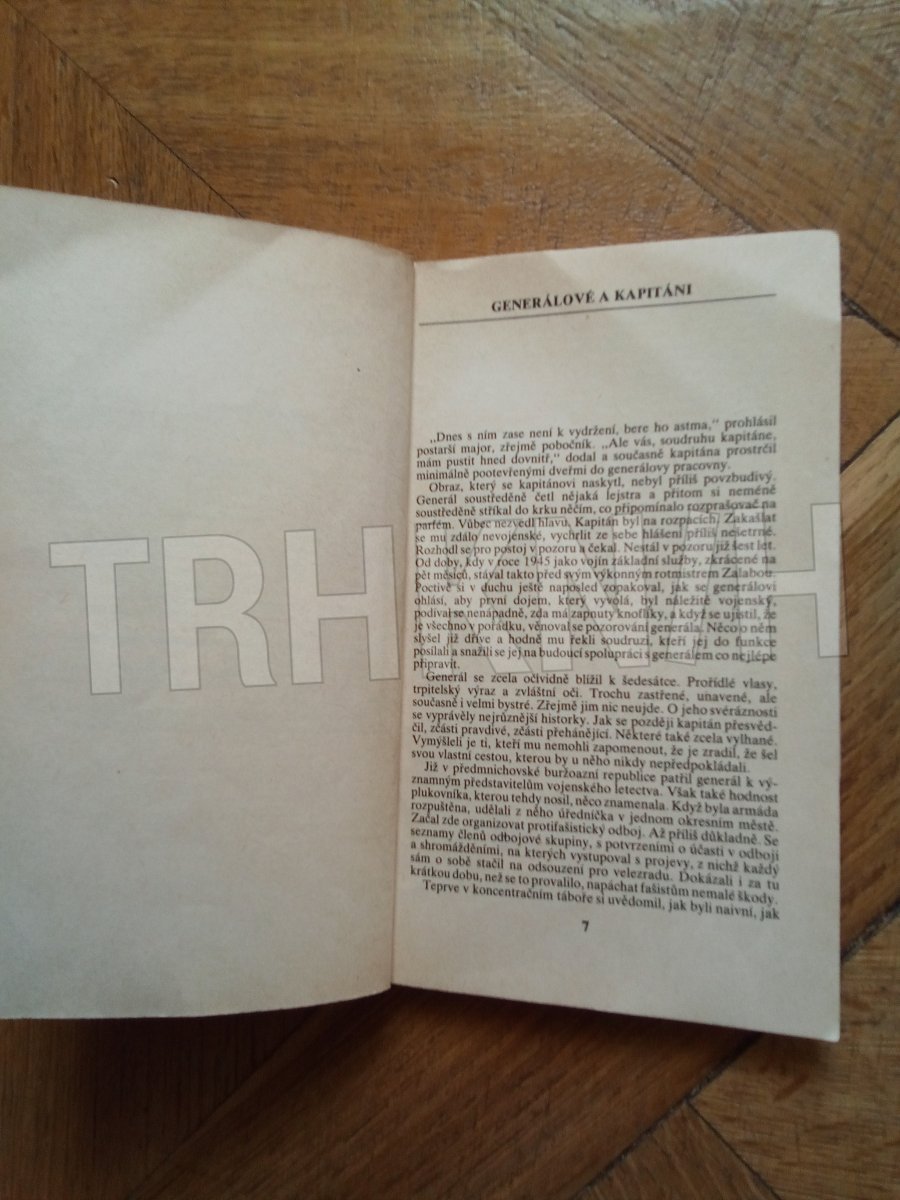 GENERÁLOVÉ A KAPITÁNI
„Dnes s ním zase není k vydržení, bere ho astma,“ prohlásil
postarší major, zřejmě pobočník. „Ale vás, soudruhu kapitáne,
mám pustit hned dovnitř,“ dodal a současně kapitána prostrčil
minimálně pootevřenými dveřmi do generálovy pracovny.
Obraz, který se kapitánovi naskytl, nebyl příliš povzbudivý.
Generál soustředěně četl nějaká lejstra a přitom si neméně
soustředěně stříkal do krku něčím, co připomínalo rozprašovač na
parfém. Vůbec nezvedl hlavu. Kapitán byl na rozpacích. Zakašlat
se mu zdálo nevojenské, vychrlit ze sebe hlášení příliš nešetrné.
Rozhodl se pro postoj v pozoru a čekal. Nestál v pozoru již šest let.
Od doby, kdy v roce 1945 jako vojín základní služby, zkrácené na
pět měsíců, stával takto před svým výkonným rotmistrem Zalabou.
Poctivě si v duchu ještě naposled zopakoval, jak se generálovi
ohlásí, aby první dojem, který vyvolá, byl náležitě vojenský,
podíval se nenápadně, zda má zapnuty knoflíky, a když se ujistil, že
je všechno v pořádku, věnoval se pozorování generála. Něco o něm
slyšel již dříve a hodně mu řekli soudruzi, kteří jej do funkce
posílali a snažili se jej na budoucí spolupráci s generálem co nejlépe
připravit.
Generál se zcela očividně blížil k šedesátce. Prořídlé vlasy,
trpitelský výraz a zvláštní oči. Trochu zastřené, unavené, ale
současně i velmi bystré. Zřejmě jim nic neujde. O jeho svéráznosti
se vyprávěly nejrůznější historky. Jak se později kapitán přesvěd-
čil, zčásti pravdivé, zčásti přehánějící. Některé také zcela vylhané.
Vymýšleli je ti, kteří mu nemohli zapomenout, že je zradil, že šel
svou vlastní cestou, kterou by u něho nikdy nepředpokládali.
Již v předmnichovské buržoazní republice patřil generál k vý-
znamným představitelům vojenského letectva. Však také hodnost
plukovníka, kterou tehdy nosil, něco znamenala. Když byla armáda
rozpuštěna, udělali z něho úředníčka v jednom okresním městě.
Začal zde organizovat protifašistický odboj. Až příliš důkladně. Se
seznamy členů odbojové skupiny, s potvrzeními o účasti v odboji
a shromážděními, na kterých vystupoval s projevy, z nichž každý
sám o sobě stačil na odsouzení pro velezradu. Dokázali i za tu
krátkou dobu, než se to provalilo, napáchat fašistům nemalé škody.
Teprve v koncentračním táboře si uvědomil, jak byli naivní, jak
7